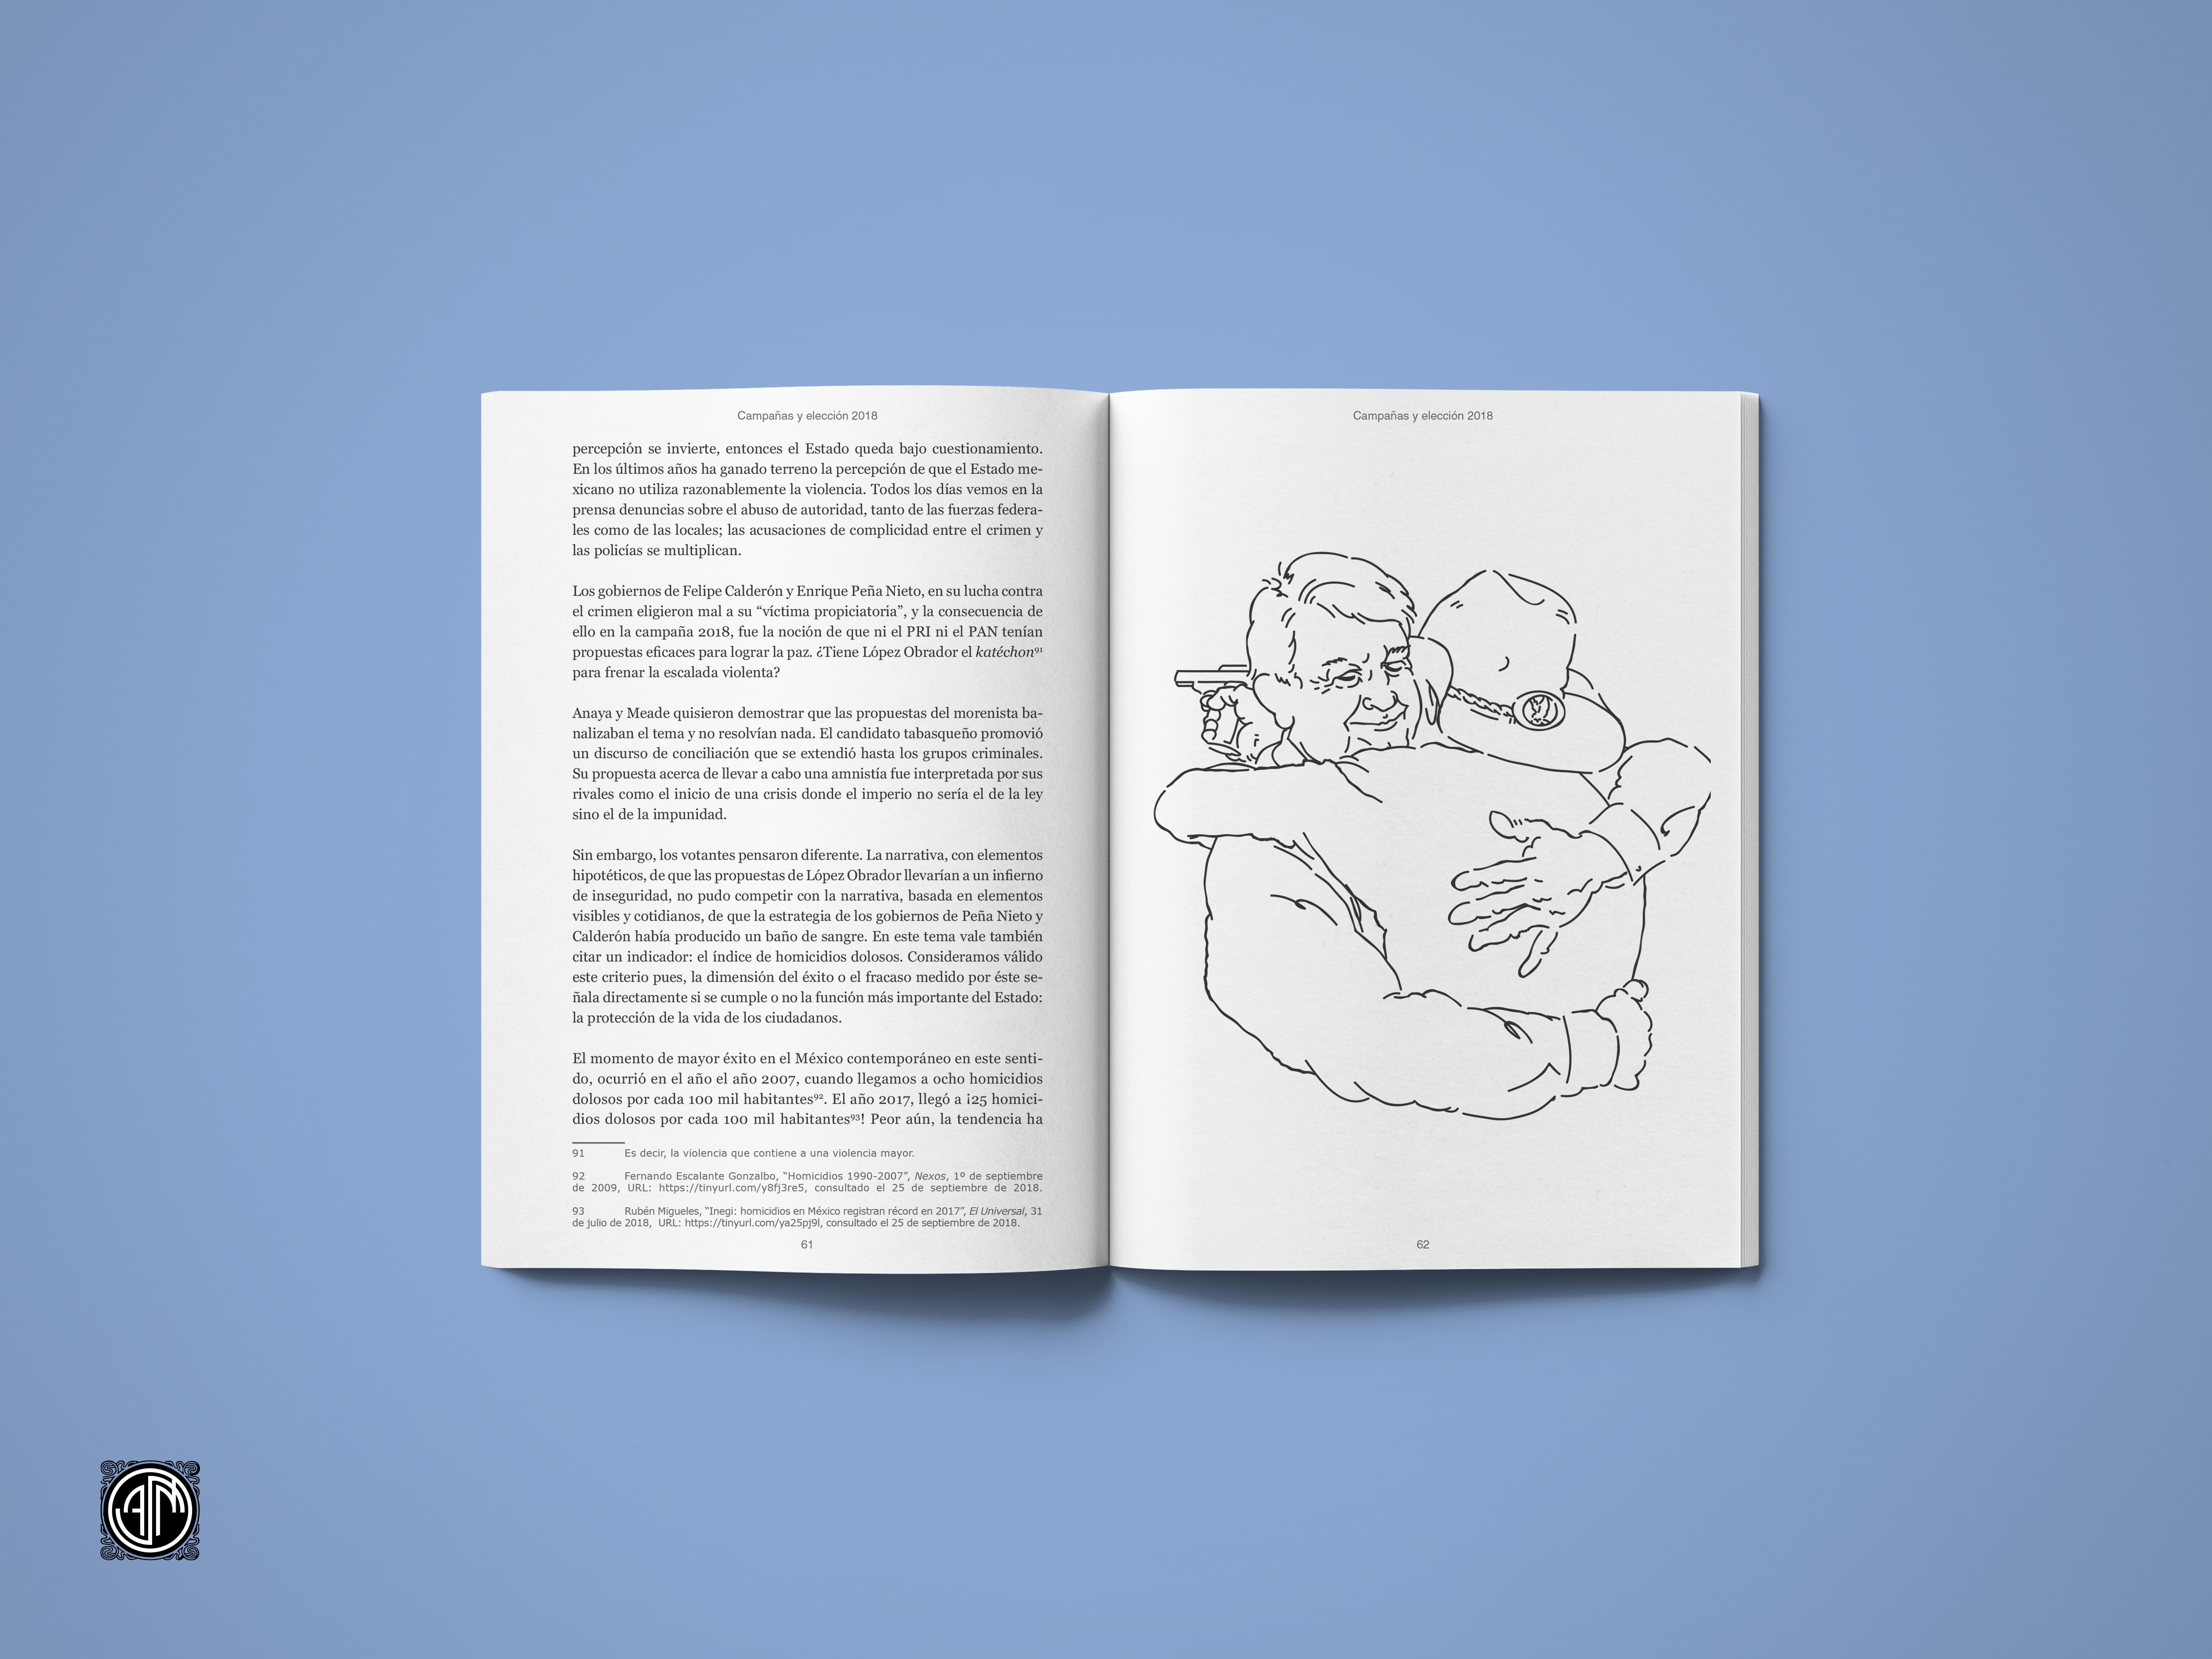 Campañas y elección 2018
percepción se invierte, entonces el Estado queda bajo cuestionamiento.
En los últimos años ha ganado terreno la percepción de que el Estado me-
xicano no utiliza razonablemente la violencia. Todos los días vemos en la
prensa denuncias sobre el abuso de autoridad, tanto de las fuerzas federa-
les como de las locales; las acusaciones de complicidad entre el crimen y
las policías se multiplican.
Los gobiernos de Felipe Calderón y Enrique Peña Nieto, en su lucha contra
el crimen eligieron mal a su “víctima propiciatoria”, y la consecuencia de
ello en la campaña 2018, fue la noción de que ni el PRI ni el PAN tenían
propuestas eficaces para lograr la paz. ¿Tiene López Obrador el katéchon⁹¹
para frenar la escalada violenta?
Anaya y Meade quisieron demostrar que las propuestas del morenista ba-
nalizaban el tema y no resolvían nada. El candidato tabasqueño promovió
un discurso de conciliación que se extendió hasta los grupos criminales.
Su propuesta acerca de llevar a cabo una amnistía fue interpretada por sus
rivales como el inicio de una crisis donde el imperio no sería el de la ley
sino el de la impunidad.
Sin embargo, los votantes pensaron diferente. La narrativa, con elementos
hipotéticos, de que las propuestas de López Obrador llevarían a un infierno
de inseguridad, no pudo competir con la narrativa, basada en elementos
visibles y cotidianos, de que la estrategia de los gobiernos de Peña Nieto y
Calderón había producido un baño de sangre. En este tema vale también
citar un indicador: el índice de homicidios dolosos. Consideramos válido
este criterio pues, la dimensión del éxito o el fracaso medido por éste se-
ñala directamente si se cumple o no la función más importante del Estado:
la protección de la vida de los ciudadanos.
El momento de mayor éxito en el México contemporáneo en este senti-
do, ocurrió en el año el año 2007, cuando llegamos a ocho homicidios
dolosos por cada 100 mil habitantes⁹². El año 2017, llegó a ¡25 homici-
dios dolosos por cada 100 mil habitantes⁹³! Peor aún, la tendencia ha
91 Es decir, la violencia que contiene a una violencia mayor.
92 Fernando Escalante Gonzalbo, “Homicidios 1990-2007”, Nexos, 1º de septiembre
de 2009, URL: https://tinyurl.com/y8fj3re5, consultado el 25 de septiembre de 2018.
93 Rubén Migueles, “Inegi: homicidios en México registran récord en 2017”, El Universal, 31
de julio de 2018, URL: https://tinyurl.com/ya25pj9l, consultado el 25 de septiembre de 2018.
61
Campañas y elección 2018
62